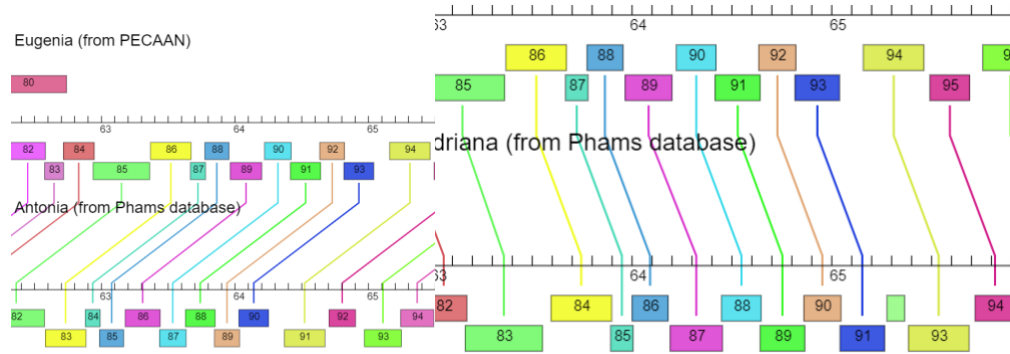 Eugenia (from PECAAN)
80
63 64 65
82 84 86 88 90 92 94
83 85 87 89 91 93
Antonia (from Phams database)
63 64 65
82 84 86 88 90 92 94
83 85 87 89 91 93
63 64 65
86 88 90 92 94 9
85 87 89 91 93 95
driana (from Phams database)
63 64 65
82 84 86 88 90 94
83 85 87 89 91 93